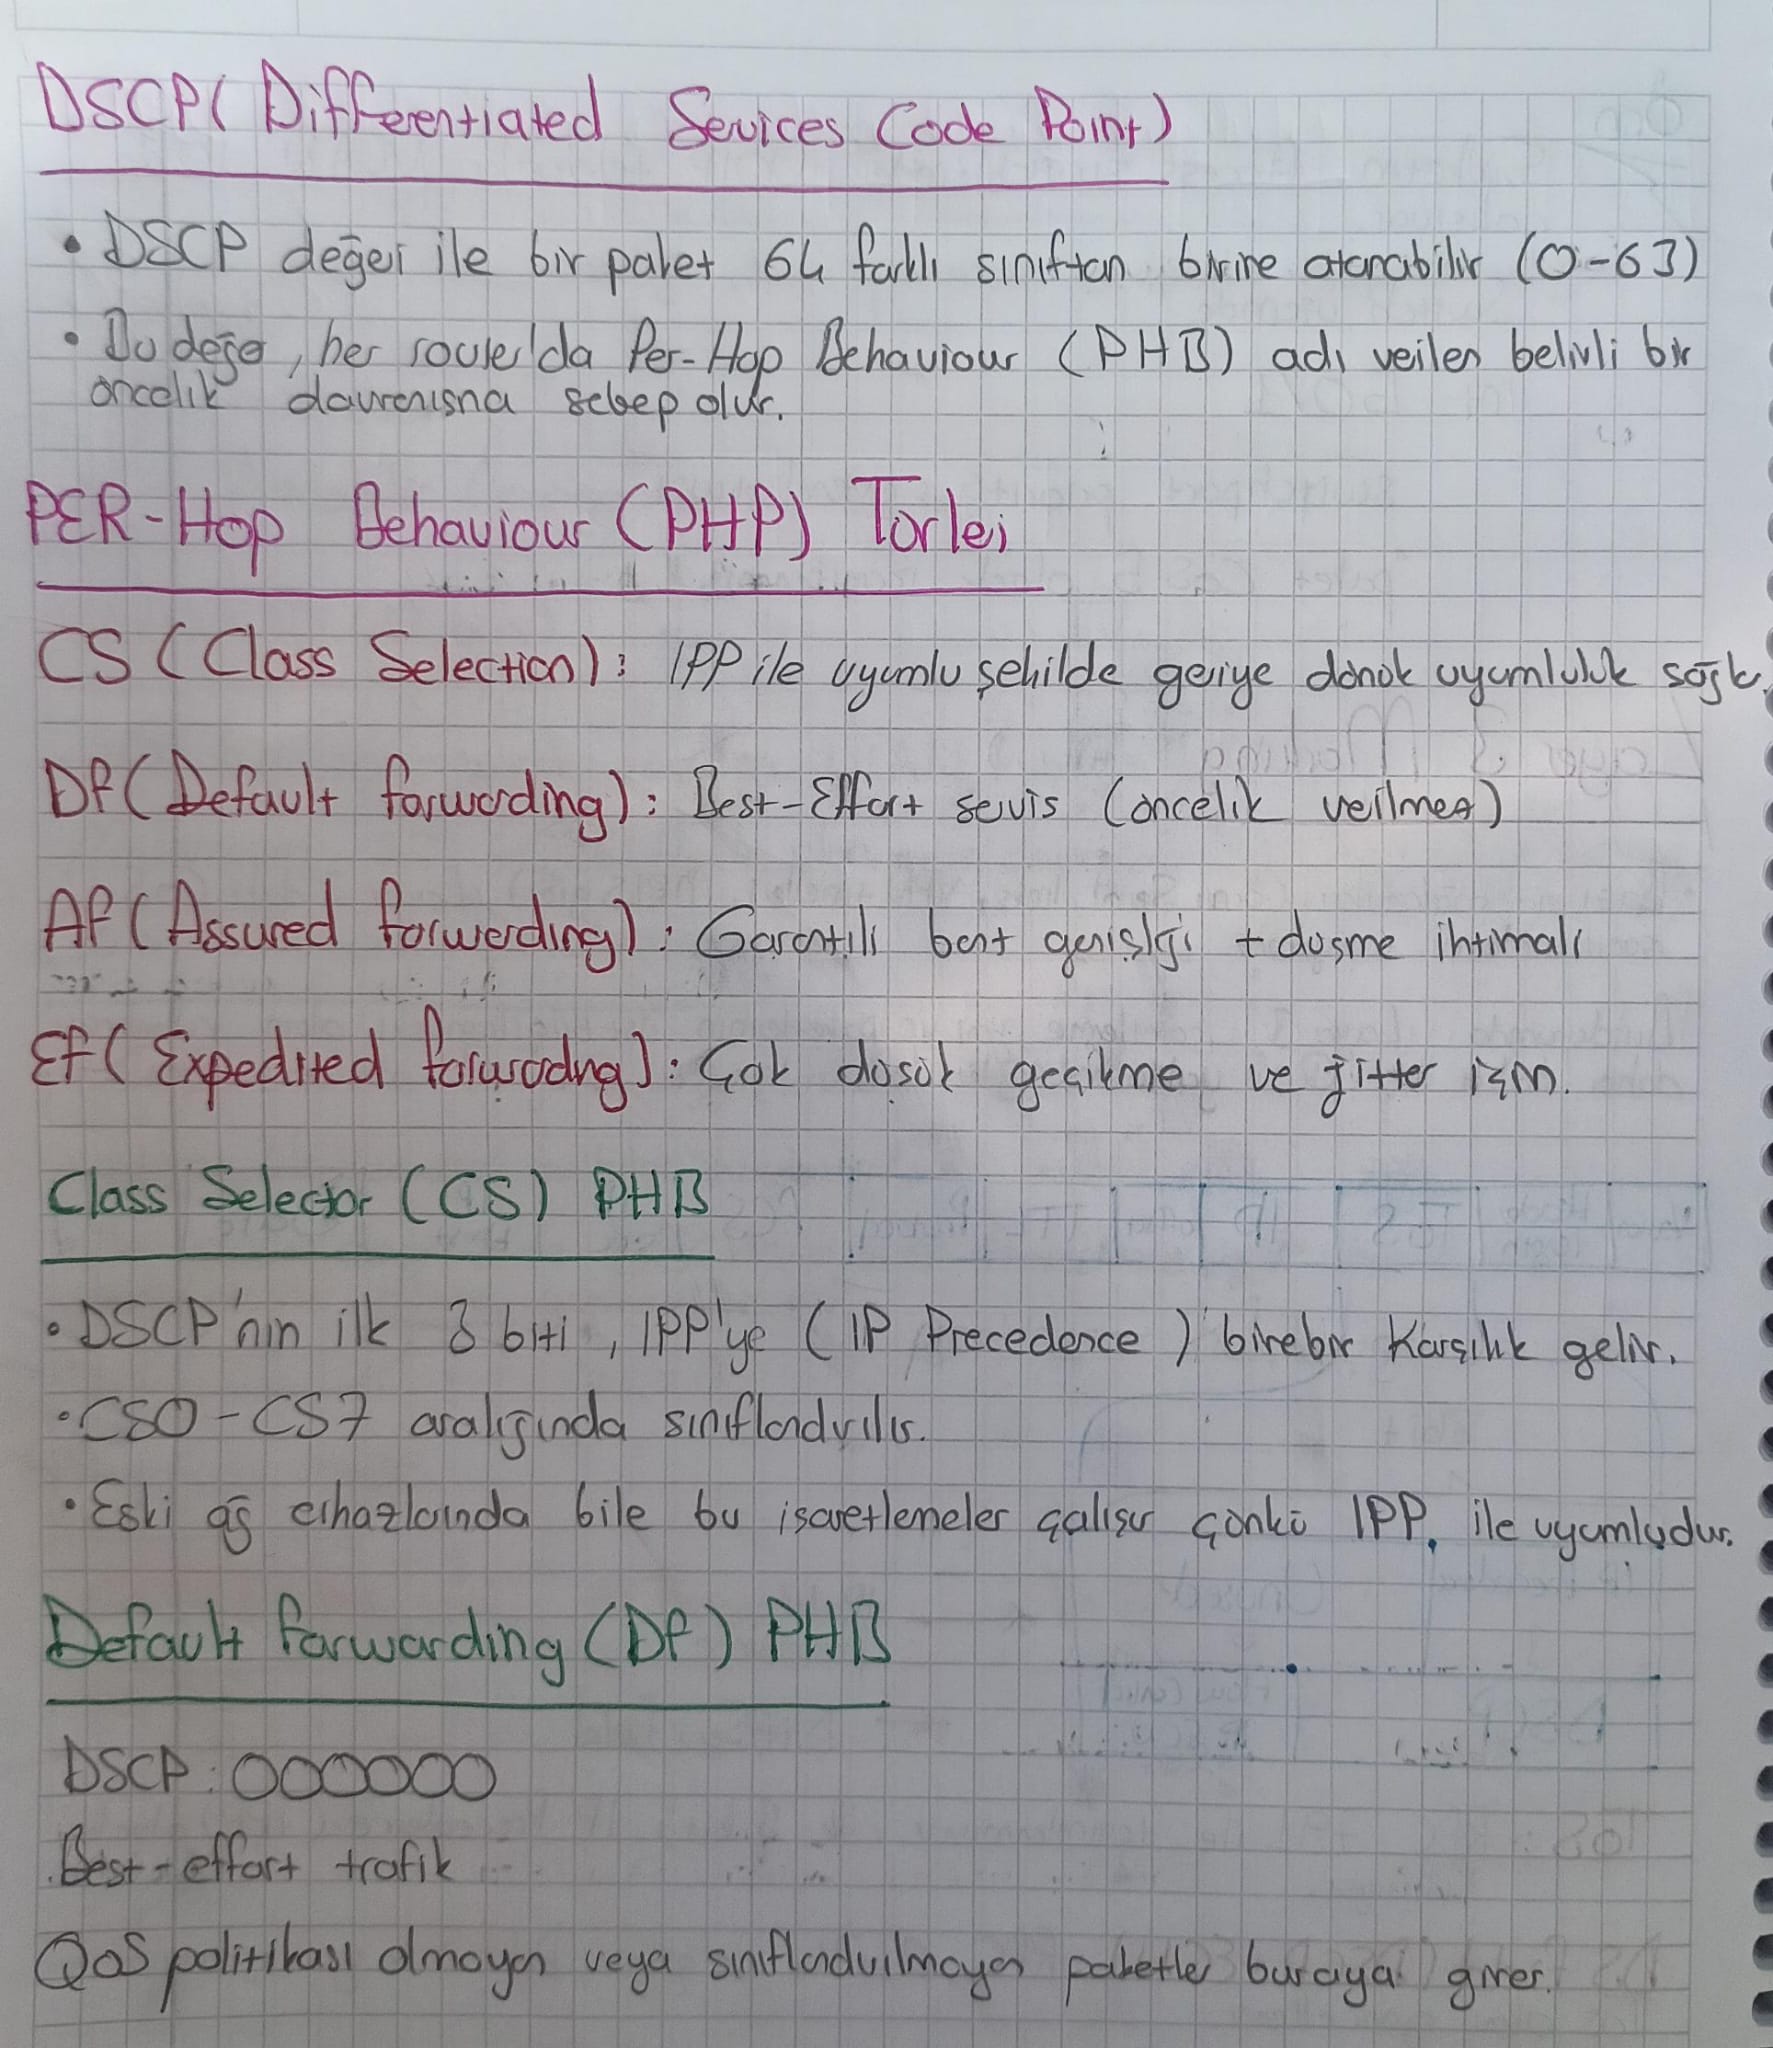 DSCP( Differentiated Sevices Code Point)
• DSCP değeri ile bir paket 64 farklı sınıftan birine atanabilir (0-63)
• Bu değer, her router'da Per-Hop Behaviour (PHB) adı veilen belirli bir
öncelik davranışına sebep olur.
PER-Hop Behaviour (PHP) Türlei
CS (Class Selection): IPP ile uyumlu şekilde geriye dönük uyumluluk sağlar.
DF (Default forwarding): Best-Effort sevis (öncelik verilmez)
AF (Assured forwarding): Garantili bant genişliği + düşme ihtimali
EF( Expedited forwarding): Çok düşük gecikme ve jitter için.
Class Selector (CS) PHB
• DSCP'nin ilk 3 biti, IPP'ye (IP Precedence) birebir karşılık gelir.
• CS0-CS7 aralığında sınıflandırılır.
• Eski ağ cihazlarında bile bu işaretlemeler çalışır çünkü IPP. ile uyumludur.
Default forwarding (DF) PHB
DSCP: 000000
Best-effort trafik
QoS politikası olmayan veya sınıflandırılmayan paketler buraya girer.